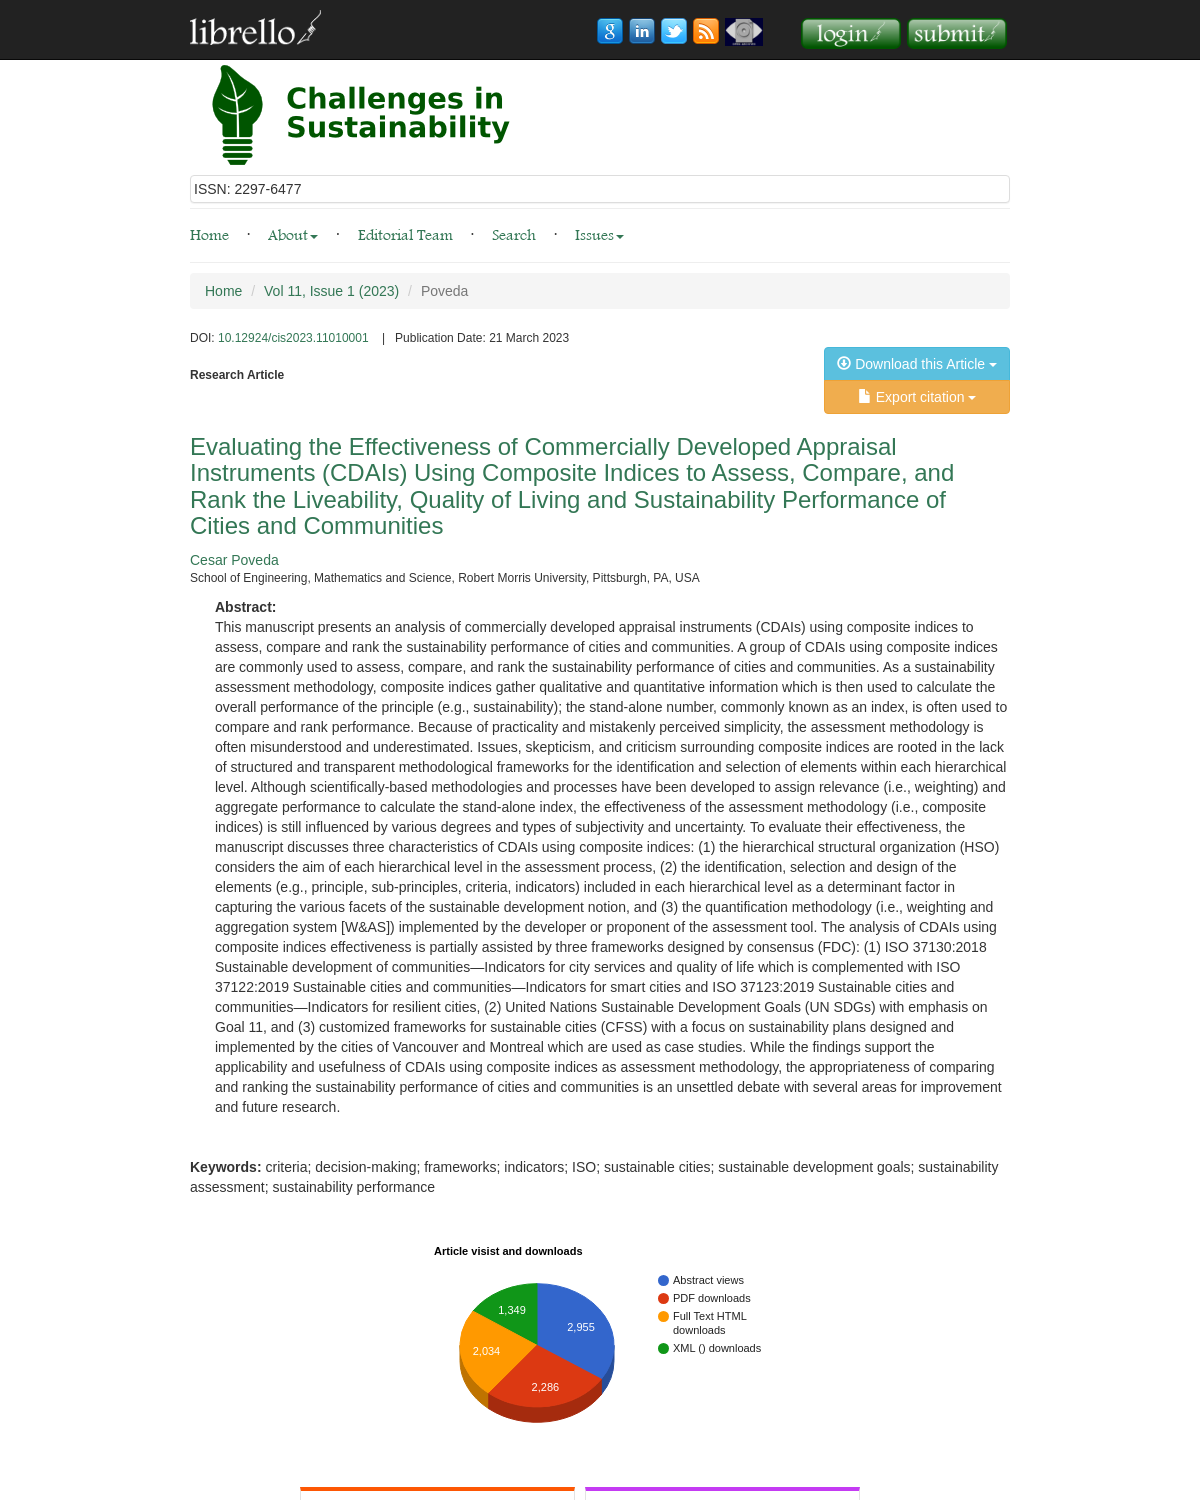 librello
login
submit
Challenges in
Sustainability
ISSN: 2297-6477
Home · About · Editorial Team · Search · Issues
Home / Vol 11, Issue 1 (2023) / Poveda
DOI: 10.12924/cis2023.11010001 | Publication Date: 21 March 2023
Download this Article
Research Article
Export citation
Evaluating the Effectiveness of Commercially Developed Appraisal
Instruments (CDAIs) Using Composite Indices to Assess, Compare, and
Rank the Liveability, Quality of Living and Sustainability Performance of
Cities and Communities
Cesar Poveda
School of Engineering, Mathematics and Science, Robert Morris University, Pittsburgh, PA, USA
Abstract:
This manuscript presents an analysis of commercially developed appraisal instruments (CDAIs) using composite indices to
assess, compare and rank the sustainability performance of cities and communities. A group of CDAIs using composite indices
are commonly used to assess, compare, and rank the sustainability performance of cities and communities. As a sustainability
assessment methodology, composite indices gather qualitative and quantitative information which is then used to calculate the
overall performance of the principle (e.g., sustainability); the stand-alone number, commonly known as an index, is often used to
compare and rank performance. Because of practicality and mistakenly perceived simplicity, the assessment methodology is
often misunderstood and underestimated. Issues, skepticism, and criticism surrounding composite indices are rooted in the lack
of structured and transparent methodological frameworks for the identification and selection of elements within each hierarchical
level. Although scientifically-based methodologies and processes have been developed to assign relevance (i.e., weighting) and
aggregate performance to calculate the stand-alone index, the effectiveness of the assessment methodology (i.e., composite
indices) is still influenced by various degrees and types of subjectivity and uncertainty. To evaluate their effectiveness, the
manuscript discusses three characteristics of CDAIs using composite indices: (1) the hierarchical structural organization (HSO)
considers the aim of each hierarchical level in the assessment process, (2) the identification, selection and design of the
elements (e.g., principle, sub-principles, criteria, indicators) included in each hierarchical level as a determinant factor in
capturing the various facets of the sustainable development notion, and (3) the quantification methodology (i.e., weighting and
aggregation system [W&AS]) implemented by the developer or proponent of the assessment tool. The analysis of CDAIs using
composite indices effectiveness is partially assisted by three frameworks designed by consensus (FDC): (1) ISO 37130:2018
Sustainable development of communities—Indicators for city services and quality of life which is complemented with ISO
37122:2019 Sustainable cities and communities—Indicators for smart cities and ISO 37123:2019 Sustainable cities and
communities—Indicators for resilient cities, (2) United Nations Sustainable Development Goals (UN SDGs) with emphasis on
Goal 11, and (3) customized frameworks for sustainable cities (CFSS) with a focus on sustainability plans designed and
implemented by the cities of Vancouver and Montreal which are used as case studies. While the findings support the
applicability and usefulness of CDAIs using composite indices as assessment methodology, the appropriateness of comparing
and ranking the sustainability performance of cities and communities is an unsettled debate with several areas for improvement
and future research.
Keywords: criteria; decision-making; frameworks; indicators; ISO; sustainable cities; sustainable development goals; sustainability
assessment; sustainability performance
Article visist and downloads
Abstract views
PDF downloads
Full Text HTML
downloads
XML () downloads
1,349
2,955
2,034
2,286